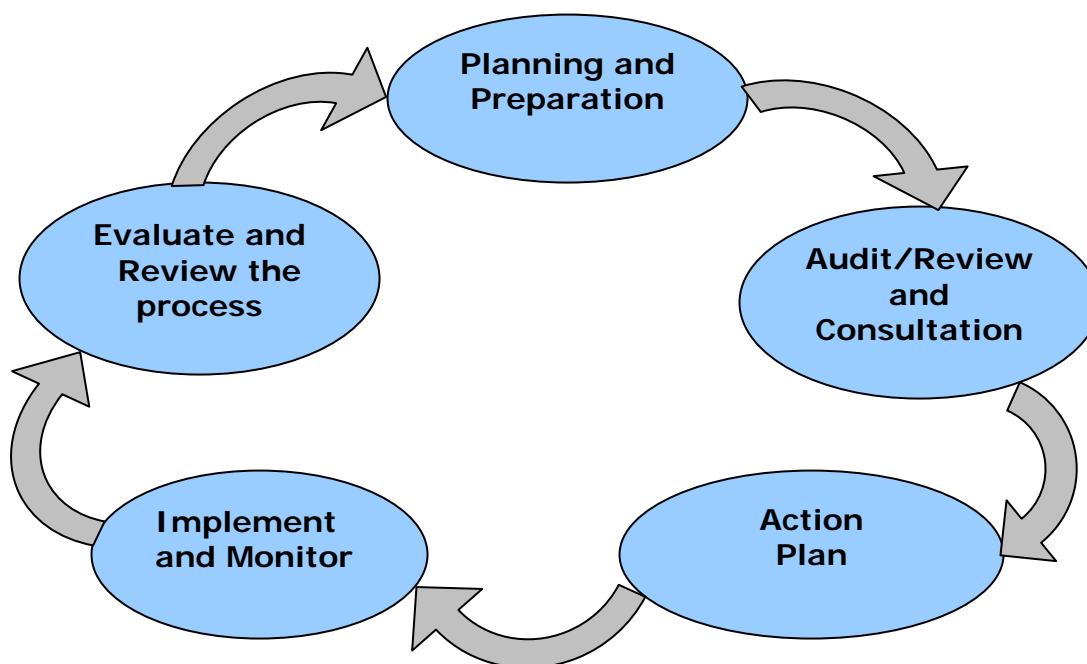 Planning and
Preparation
Audit/Review
and
Consultation
Action
Plan
Implement
and Monitor
Evaluate and
Review the
process